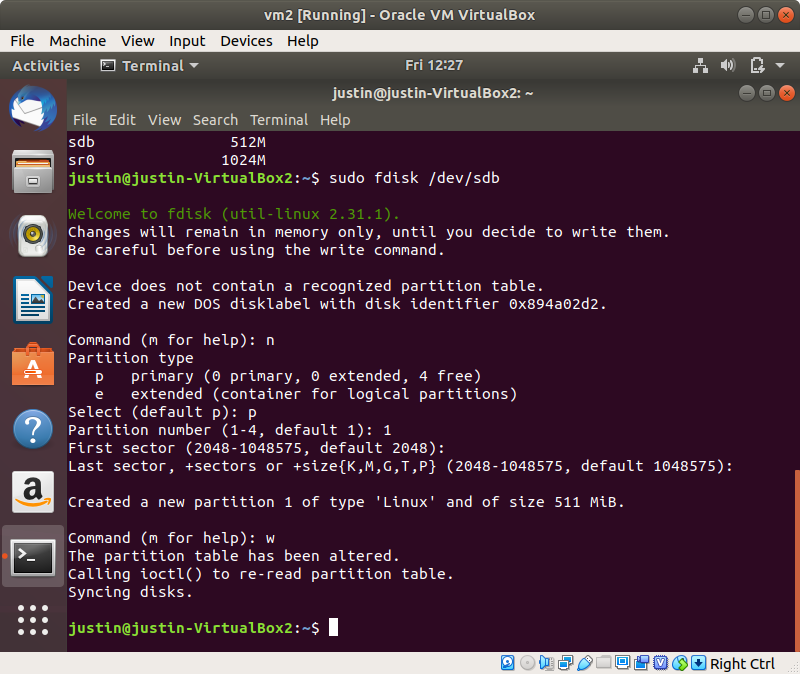 vm2 [Running] - Oracle VM VirtualBox
File Machine View Input Devices Help
Activities Terminal Fri 12:27
justin@justin-VirtualBox2: ~
File Edit View Search Terminal Help
sdb 512M
sr0 1024M
justin@justin-VirtualBox2:~$ sudo fdisk /dev/sdb
Welcome to fdisk (util-linux 2.31.1).
Changes will remain in memory only, until you decide to write them.
Be careful before using the write command.
Device does not contain a recognized partition table.
Created a new DOS disklabel with disk identifier 0x894a02d2.
Command (m for help): n
Partition type
p primary (0 primary, 0 extended, 4 free)
e extended (container for logical partitions)
Select (default p): p
Partition number (1-4, default 1): 1
First sector (2048-1048575, default 2048):
Last sector, +sectors or +size{K,M,G,T,P} (2048-1048575, default 1048575):
Created a new partition 1 of type 'Linux' and of size 511 MiB.
Command (m for help): w
The partition table has been altered.
Calling ioctl() to re-read partition table.
Syncing disks.
justin@justin-VirtualBox2:~$
Right Ctrl